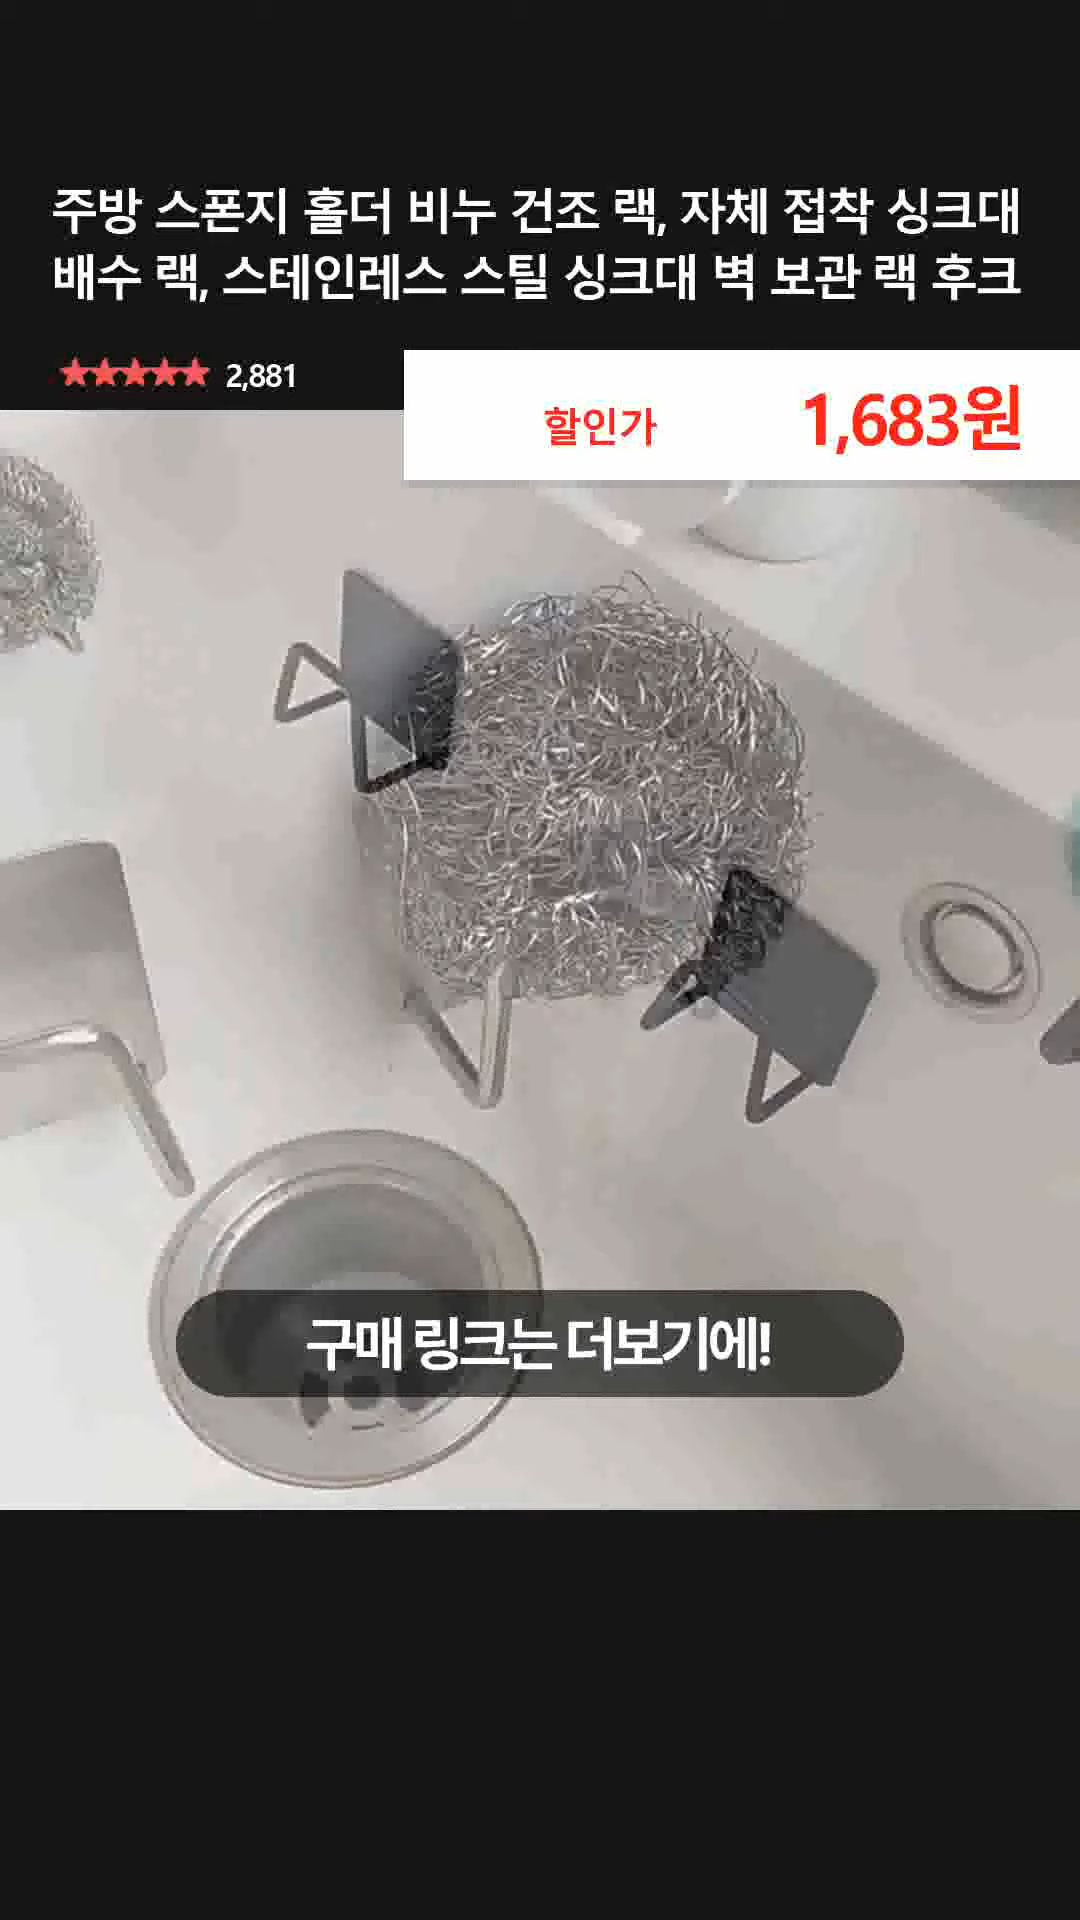 주방 스폰지 홀더 비누 건조 랙, 자체 접착 싱크대
배수 랙, 스테인레스 스틸 싱크대 벽 보관 랙 후크
2,881
할인가 1,683원
구매 링크는 더보기에!